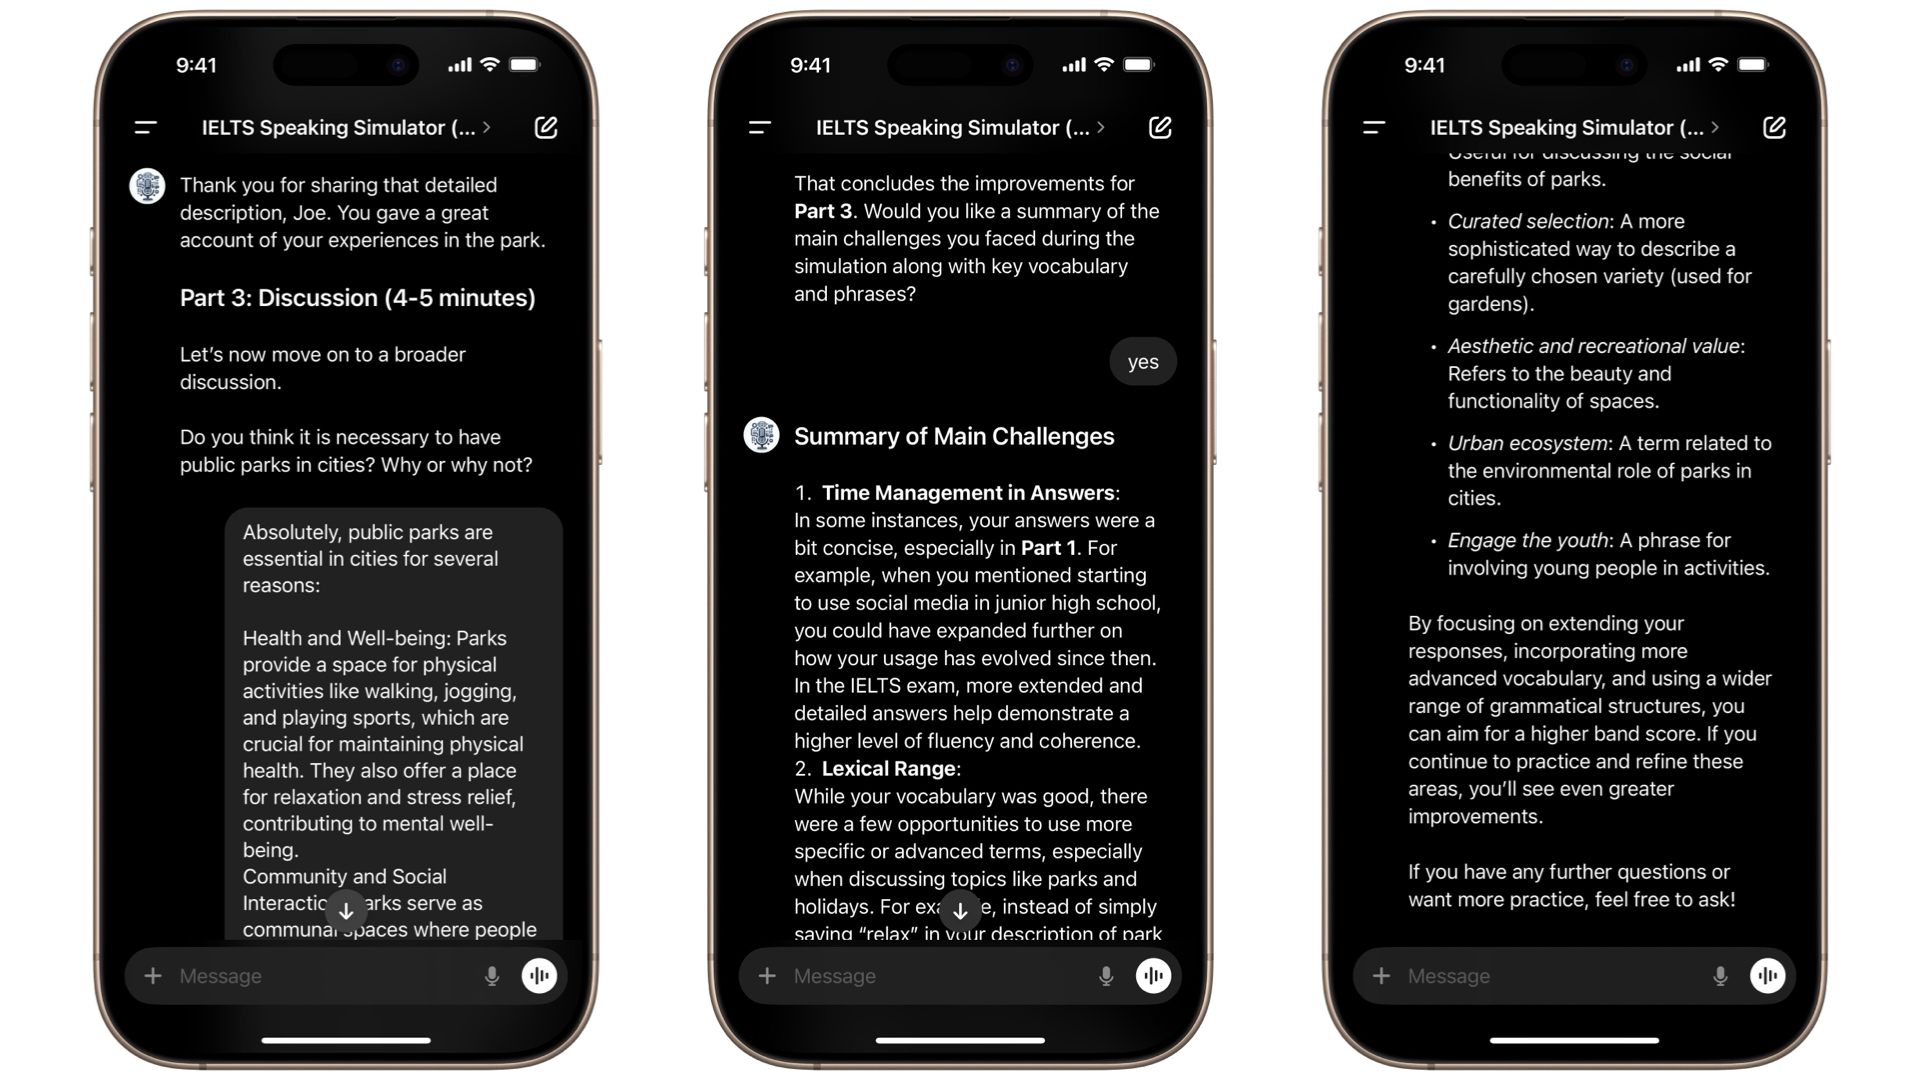 9:41
IELTS Speaking Simulator (... >
Thank you for sharing that detailed
description, Joe. You gave a great
account of your experiences in the park.
Part 3: Discussion (4-5 minutes)
Let's now move on to a broader
discussion.
Do you think it is necessary to have
public parks in cities? Why or why not?
Absolutely, public parks are
essential in cities for several
reasons:
Health and Well-being: Parks
provide a space for physical
activities like walking, jogging,
and playing sports, which are
crucial for maintaining physical
health. They also offer a place
for relaxation and stress relief,
contributing to mental well-
being.
Community and Social
serve as
communal spaces where people
Message
9:41
IELTS Speaking Simulator (... >
That concludes the improvements for
Part 3. Would you like a summary of the
main challenges you faced during the
simulation along with key vocabulary
and phrases?
yes
Summary of Main Challenges
1. Time Management in Answers:
In some instances, your answers were a
bit concise, especially in Part 1. For
example, when you mentioned starting
to use social media in junior high school,
you could have expanded further on
how your usage has evolved since then.
In the IELTS exam, more extended and
detailed answers help demonstrate a
higher level of fluency and coherence.
2. Lexical Range:
While your vocabulary was good, there
were a few opportunities to use more
specific or advanced terms, especially
when discussing topics like parks and
holidays. For instead of simply
saying “relax” in your description of park
Message
9:41
IELTS Speaking Simulator (... >
Useful for discussing the social
benefits of parks.
• Curated selection: A more
sophisticated way to describe a
carefully chosen variety (used for
gardens).
• Aesthetic and recreational value:
Refers to the beauty and
functionality of spaces.
• Urban ecosystem: A term related to
the environmental role of parks in
cities.
• Engage the youth: A phrase for
involving young people in activities.
By focusing on extending your
responses, incorporating more
advanced vocabulary, and using a wider
range of grammatical structures, you
can aim for a higher band score. If you
continue to practice and refine these
areas, you'll see even greater
improvements.
If you have any further questions or
want more practice, feel free to ask!
Message